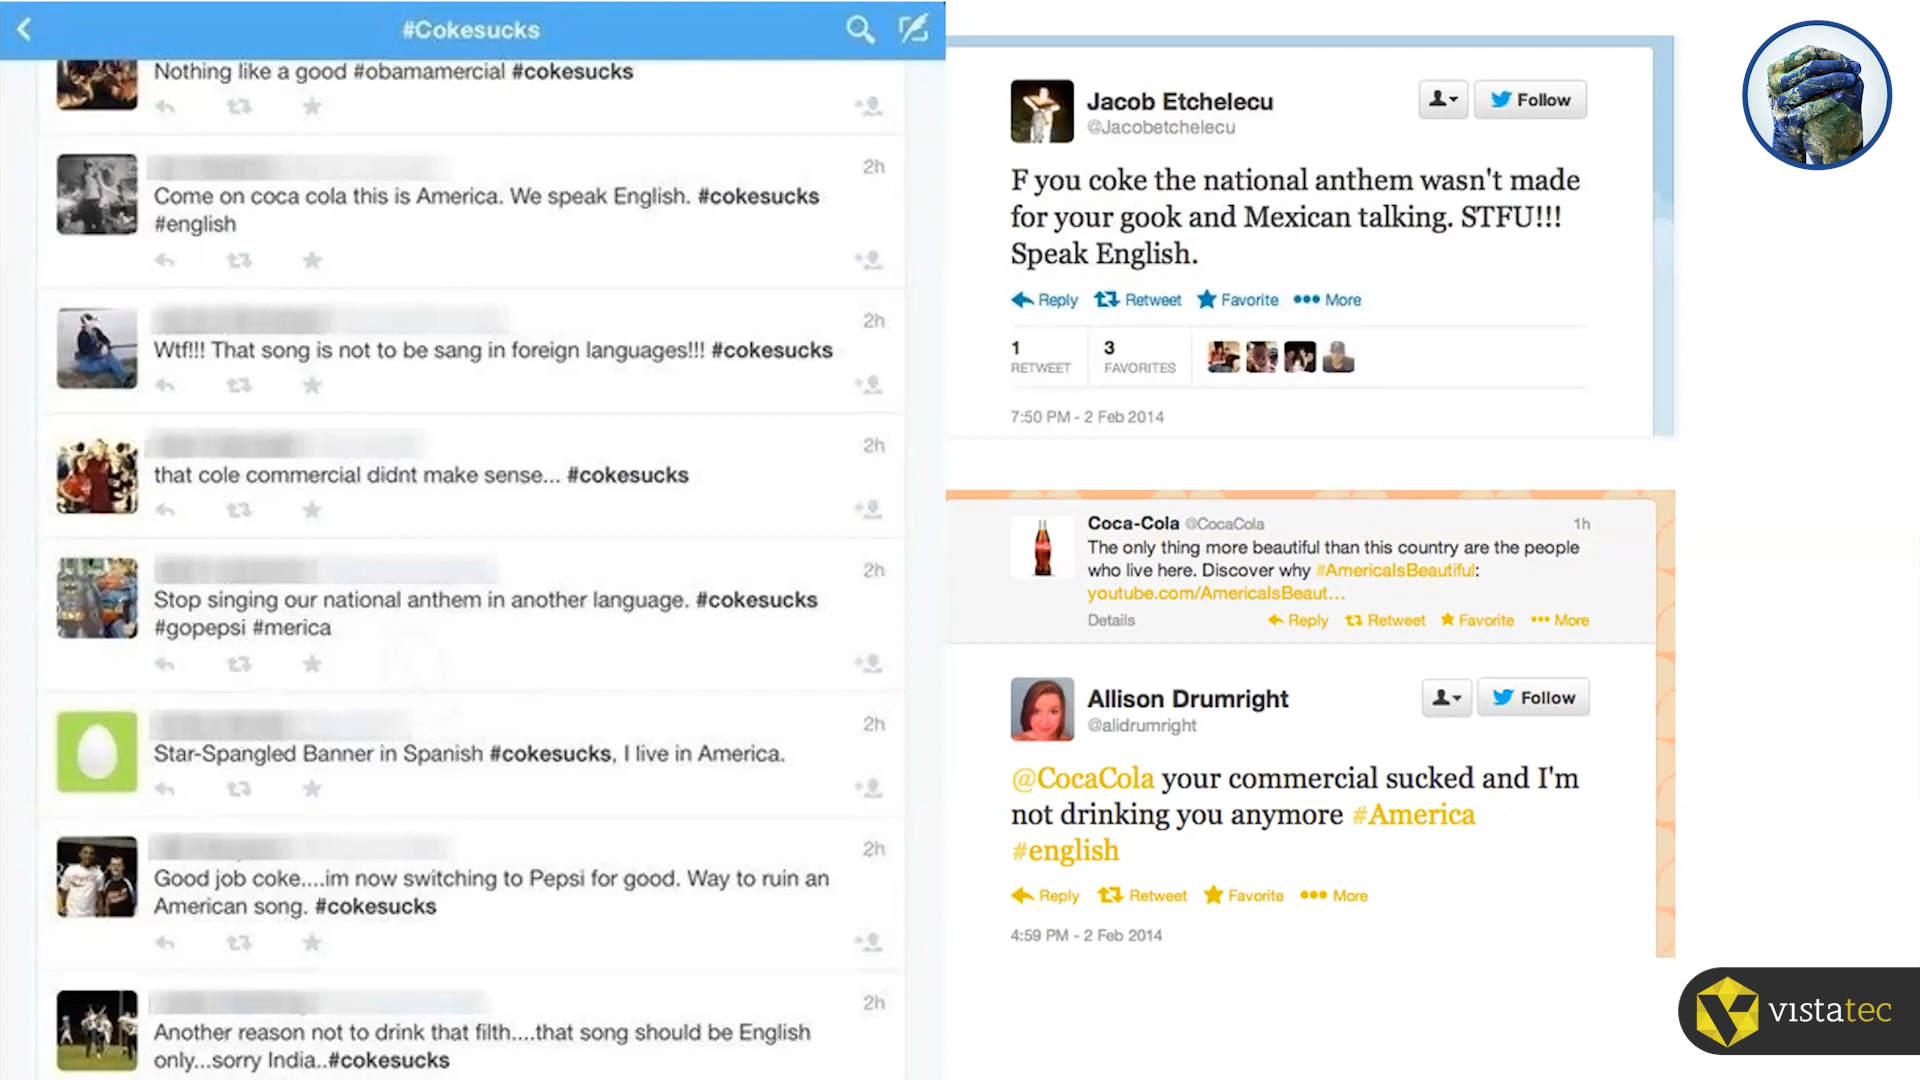 #Cokesucks
Nothing like a good #obamamercial #cokesucks
2h
Come on coca cola this is America. We speak English. #cokesucks
#english
2h
Wtf!!! That song is not to be sang in foreign languages!!! #cokesucks
2h
that cole commercial didnt make sense... #cokesucks
2h
Stop singing our national anthem in another language. #cokesucks
#gopepsi #merica
2h
Star-Spangled Banner in Spanish #cokesucks, I live in America.
2h
Good job coke....im now switching to Pepsi for good. Way to ruin an
American song. #cokesucks
2h
Another reason not to drink that filth....that song should be English
only...sorry India..#cokesucks
Jacob Etchelecu
@Jacobetchelecu
Follow
F you coke the national anthem wasn't made
for your gook and Mexican talking. STFU!!!
Speak English.
Reply Retweet Favorite More
1 3
RETWEET FAVORITES
7:50 PM - 2 Feb 2014
Coca-Cola @CocaCola 1h
The only thing more beautiful than this country are the people
who live here. Discover why #AmericaIsBeautiful:
youtube.com/AmericaIsBeaut...
Details Reply Retweet Favorite More
Allison Drumright
@alidrumright
Follow
@CocaCola your commercial sucked and I'm
not drinking you anymore #America
#english
Reply Retweet Favorite More
4:59 PM - 2 Feb 2014
vistatec